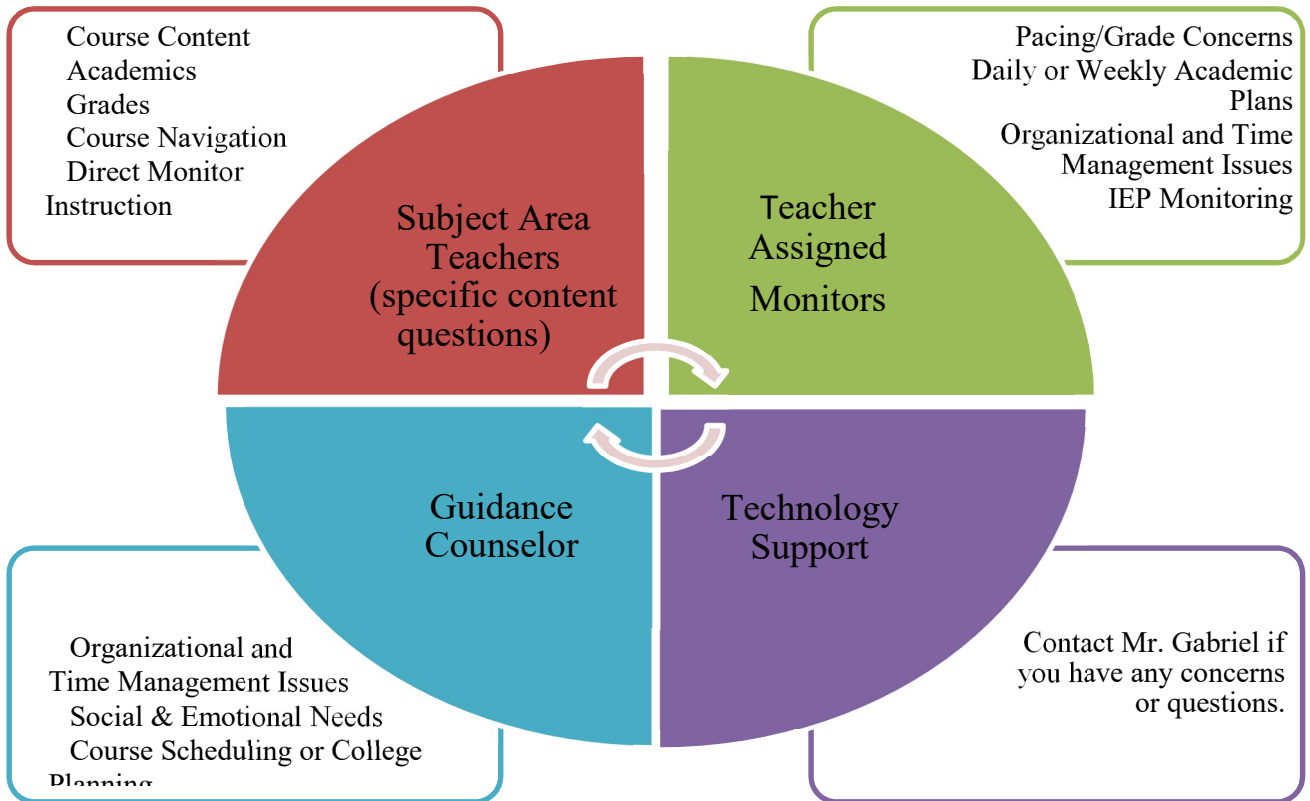 Course Content
Academics
Grades
Course Navigation
Direct Monitor
Instruction
Pacing/Grade Concerns
Daily or Weekly Academic
Plans
Organizational and Time
Management Issues
IEP Monitoring
Subject Area
Teachers
(specific content
questions)
Teacher
Assigned
Monitors
Guidance
Counselor
Technology
Support
Organizational and
Time Management Issues
Social & Emotional Needs
Course Scheduling or College
Planning
Contact Mr. Gabriel if
you have any concerns
or questions.